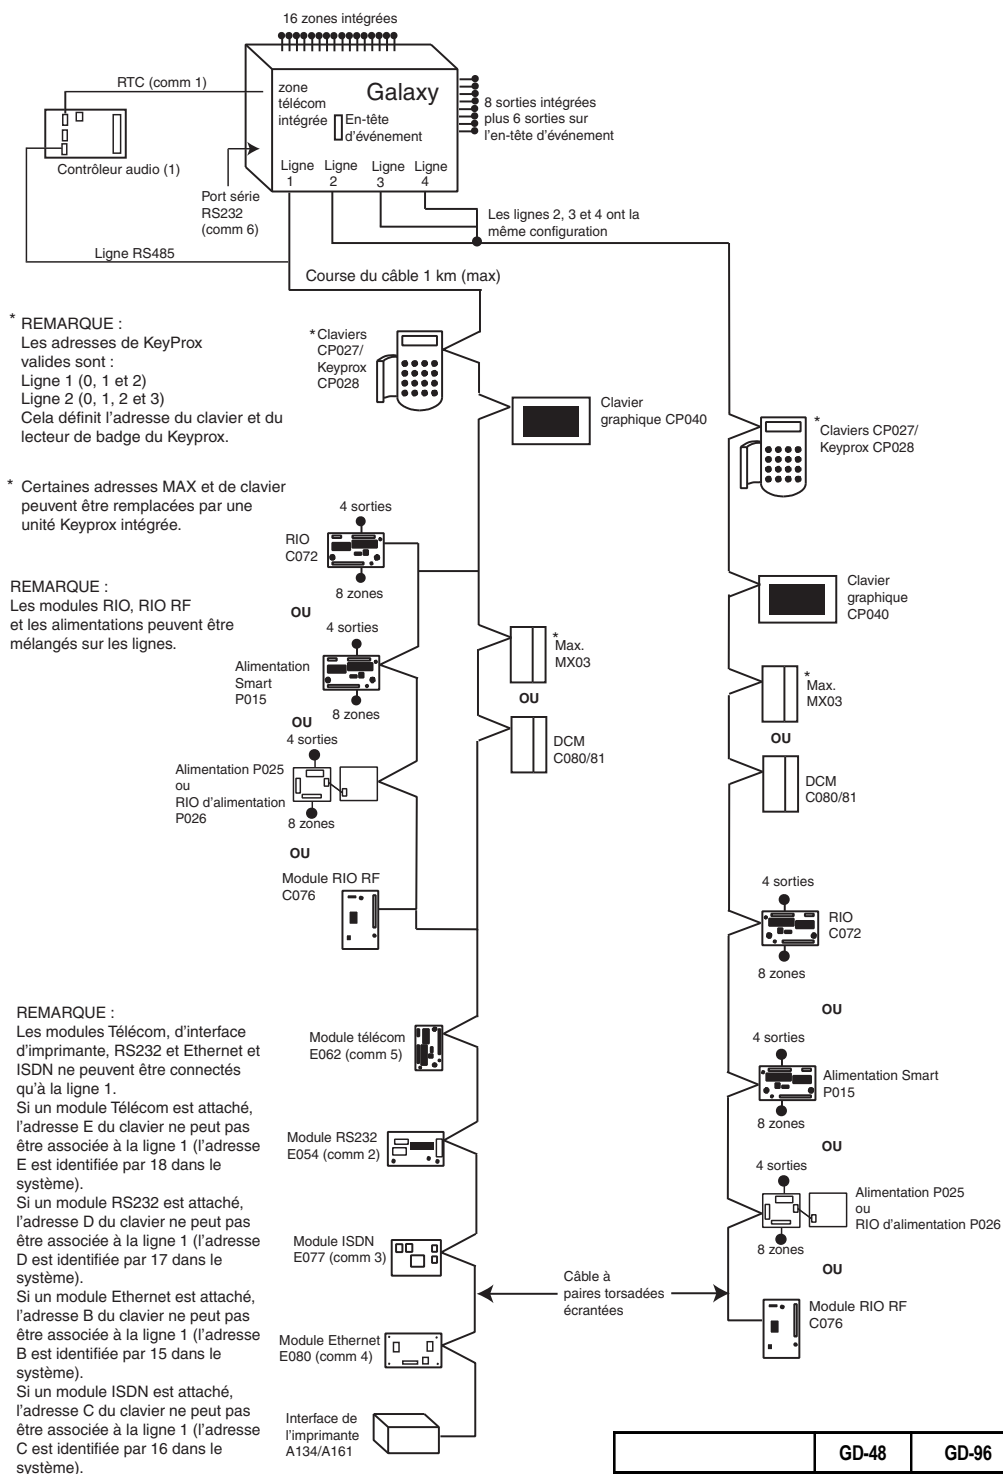 16 zones intégrées
RTC (comm 1)
zone
télécom
intégrée
Galaxy
En-tête
d'événement
8 sorties intégrées
plus 6 sorties sur
l'en-tête d'événement
Contrôleur audio (1)
Ligne
1
Ligne
2
Ligne
3
Ligne
4
Port série
RS232
(comm 6)
Les lignes 2, 3 et 4 ont la
même configuration
Ligne RS485
Course du câble 1 km (max)
* REMARQUE :
Les adresses de KeyProx
valides sont :
Ligne 1 (0, 1 et 2)
Ligne 2 (0, 1, 2 et 3)
Cela définit l'adresse du clavier et du
lecteur de badge du Keyprox.
* Claviers
CP027/
Keyprox
CP028
Clavier
graphique CP040
* Claviers CP027/
Keyprox CP028
* Certaines adresses MAX et de clavier
peuvent être remplacées par une
unité Keyprox intégrée.
4 sorties
RIO
C072
8 zones
OU
REMARQUE :
Les modules RIO, RIO RF
et les alimentations peuvent être
mélangés sur les lignes.
4 sorties
Alimentation
Smart
P015
8 zones
OU
4 sorties
Alimentation P025
ou
RIO d'alimentation
P026
8 zones
OU
Module RIO RF
C076
* Max.
MX03
OU
DCM
C080/81
Clavier
graphique
CP040
* Max.
MX03
OU
DCM
C080/81
4 sorties
RIO
C072
8 zones
OU
4 sorties
Alimentation Smart
P015
8 zones
OU
4 sorties
Alimentation P025
ou
RIO d'alimentation P026
8 zones
OU
Module RIO RF
C076
REMARQUE :
Les modules Télécom, d'interface
d'imprimante, RS232 et Ethernet et
ISDN ne peuvent être connectés
qu'à la ligne 1.
Si un module Télécom est attaché,
l'adresse E du clavier ne peut pas
être associée à la ligne 1 (l'adresse
E est identifiée par 18 dans le
système).
Si un module RS232 est attaché,
l'adresse D du clavier ne peut pas
être associée à la ligne 1 (l'adresse
D est identifiée par 17 dans le
système).
Si un module Ethernet est attaché,
l'adresse B du clavier ne peut pas
être associée à la ligne 1 (l'adresse
B est identifiée par 15 dans le
système).
Si un module ISDN est attaché,
l'adresse C du clavier ne peut pas
être associée à la ligne 1 (l'adresse
C est identifiée par 16 dans le
système).
Module télécom
E062 (comm 5)
Module RS232
E054 (comm 2)
Module ISDN
E077 (comm 3)
Câble à
paires torsadées
écrantées
Module Ethernet
E080 (comm 4)
Interface de
l'imprimante
A134/A161
GD-48
GD-96